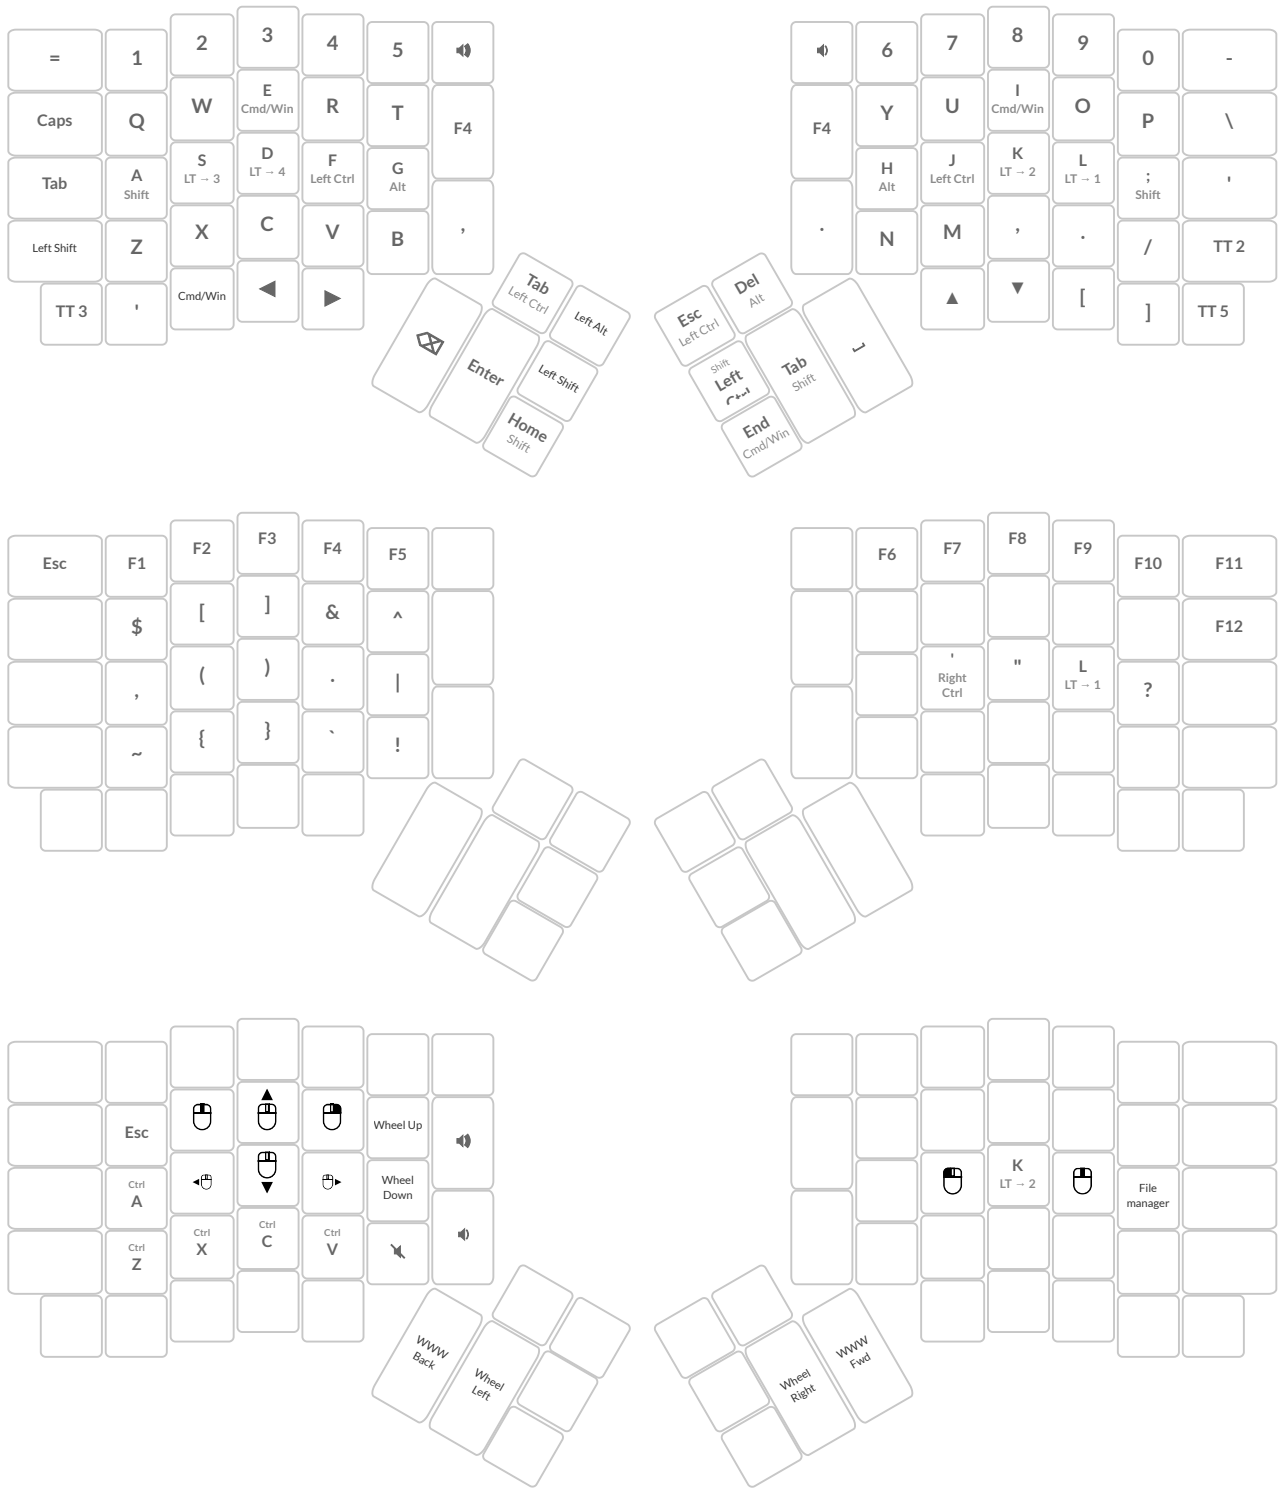 = 1 2 3 4 5
6 7 8 9 0 -
Caps Q W E R T F4
Cmd/Win
F4 Y U I O P \
Cmd/Win
Tab A S D F G
Shift LT → 3 LT → 4 Left Ctrl Alt
H J K L ; '
Alt Left Ctrl LT → 2 LT → 1 Shift
Left Shift Z X C V B ,
. N M , . / TT 2
TT 3 ' Cmd/Win ◀ ▶
▲ ▼ [ ] TT 5
Tab
Left Ctrl
Left Alt
Enter
Left Shift
Home
Shift
Esc
Left Ctrl
Del
Alt
Shift
Left
Ctrl
Tab
Shift
End
Cmd/Win
Esc F1 F2 F3 F4 F5
F6 F7 F8 F9 F10 F11
$ [ ] & ^
F12
, ( ) . |
' " L ?
Right
Ctrl
LT → 1
~ { } ` !
Esc Wheel Up
Ctrl
A
Wheel
Down
K
LT → 2
File
manager
Ctrl
Z
Ctrl
X
Ctrl
C
Ctrl
V
WWW
Back
Wheel
Left
Wheel
Right
WWW
Fwd